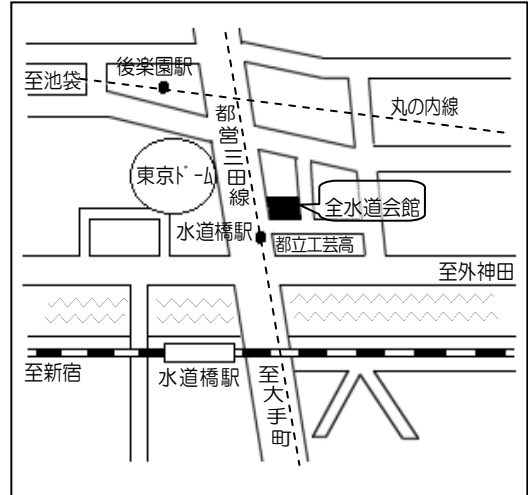 後楽園駅
至池袋
丸の内線
都営三田線
東京ドーム
全水道会館
水道橋駅
都立工芸高
至外神田
至新宿
水道橋駅
至大手町